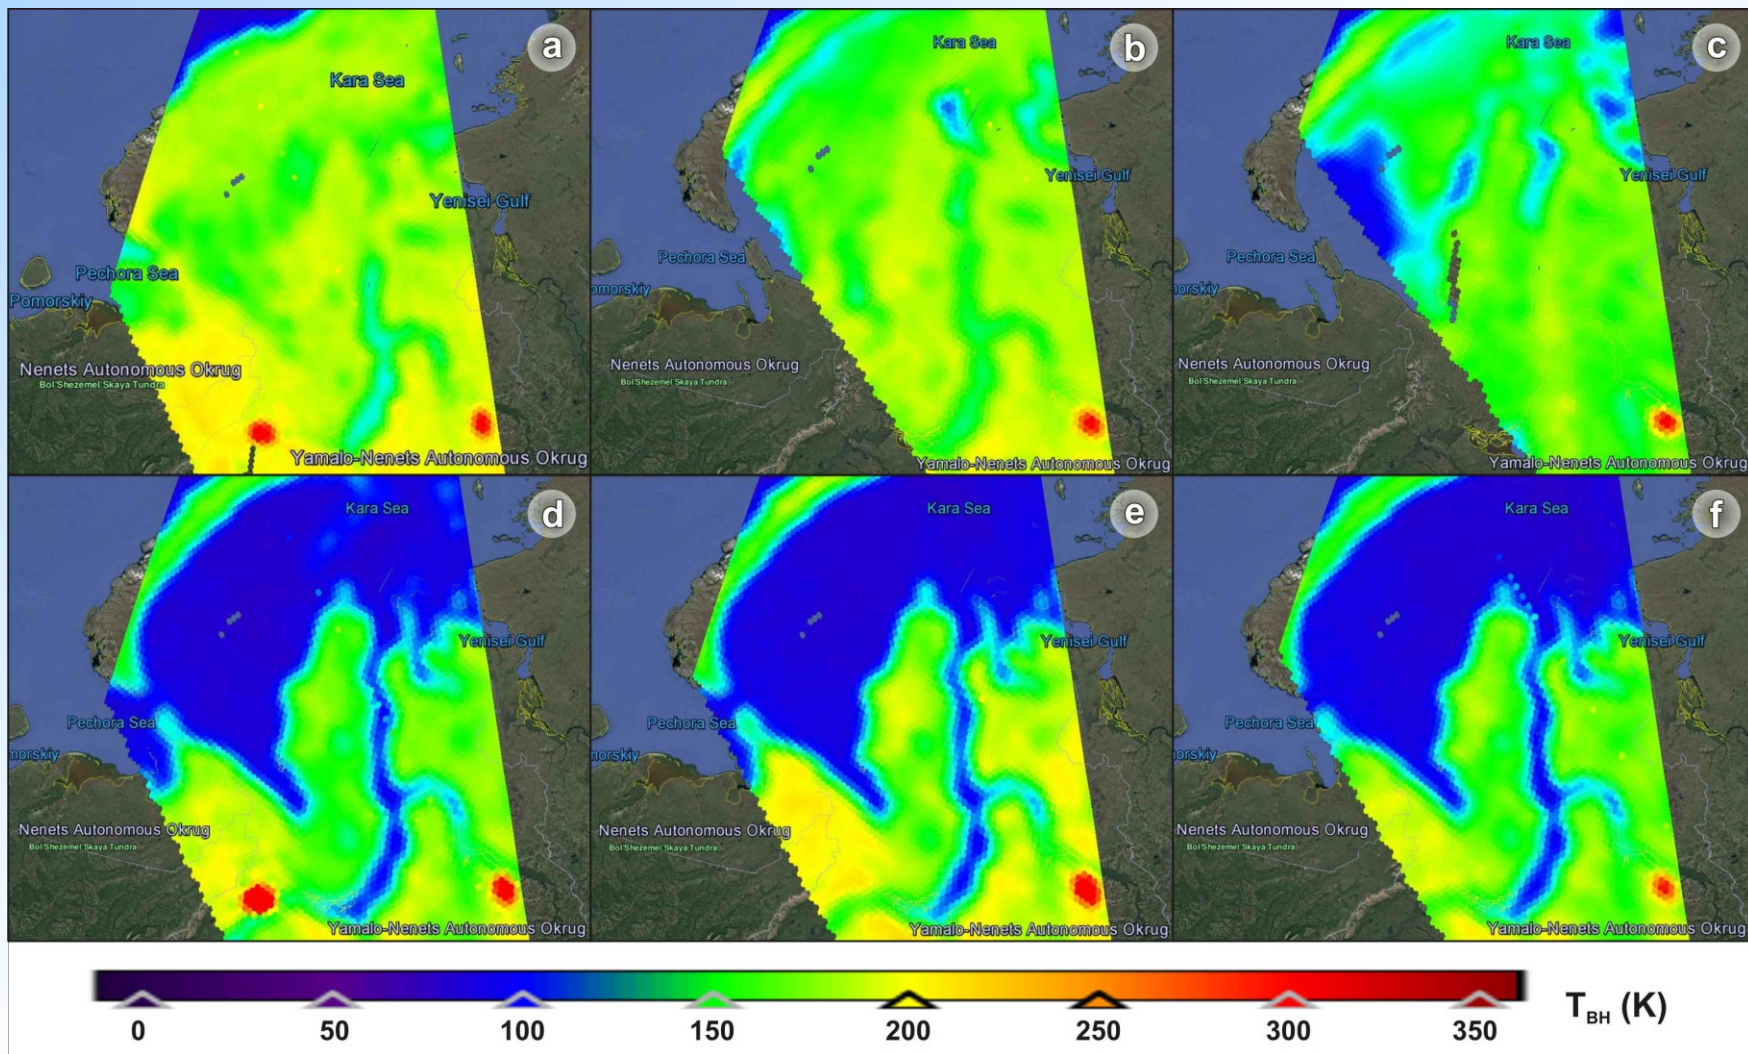 a
Kara Sea
Yenisei Gulf
Pechora Sea
Pomorskiy
Nenets Autonomous Okrug
Bol'Shezemel'Skaya Tundra
Yamalo-Nenets Autonomous Okrug
b
Kara Sea
Yenisei Gulf
Pechora Sea
omorskiy
Nenets Autonomous Okrug
Bol'Shezemel'Skaya Tundra
Yamalo-Nenets Autonomous Okrug
c
Kara Sea
Yenisei Gulf
Pechora Sea
morskiy
Nenets Autonomous Okrug
Bol'Shezemel'Skaya Tundra
Yamalo-Nenets Autonomous Okrug
d
Kara Sea
Yenisei Gulf
Pechora Sea
morskiy
Nenets Autonomous Okrug
Bol'Shezemel'Skaya Tundra
Yamalo-Nenets Autonomous Okrug
e
Kara Sea
Yenisei Gulf
Pechora Sea
omorskiy
Nenets Autonomous Okrug
Bol'Shezemel'Skaya Tundra
Yamalo-Nenets Autonomous Okrug
f
Kara Sea
Yenisei Gulf
Pechora Sea
morskiy
Nenets Autonomous Okrug
Bol'Shezemel'Skaya Tundra
Yamalo-Nenets Autonomous Okrug
0 50 100 150 200 250 300 350
T_BH (K)